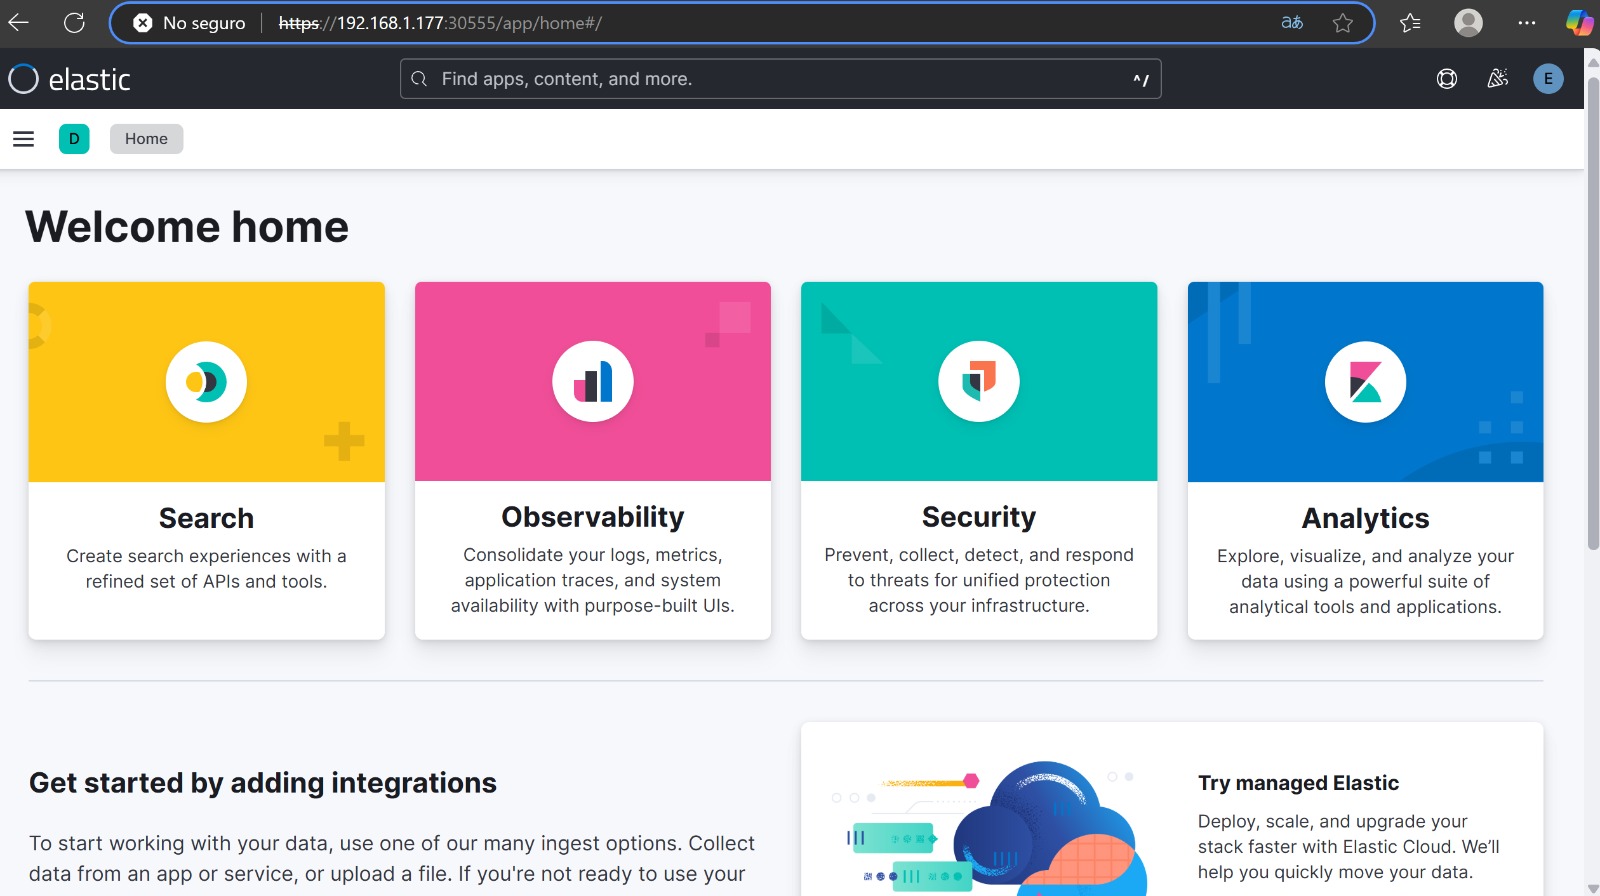 No seguro
https://192.168.1.177:30555/app/home#/
aあ
elastic
Find apps, content, and more.
^/
E
D
Home
Welcome home
Search
Create search experiences with a
refined set of APIs and tools.
Observability
Consolidate your logs, metrics,
application traces, and system
availability with purpose-built UIs.
Security
Prevent, collect, detect, and respond
to threats for unified protection
across your infrastructure.
Analytics
Explore, visualize, and analyze your
data using a powerful suite of
analytical tools and applications.
Get started by adding integrations
To start working with your data, use one of our many ingest options. Collect
data from an app or service, or upload a file. If you're not ready to use your
Try managed Elastic
Deploy, scale, and upgrade your
stack faster with Elastic Cloud. We’ll
help you quickly move your data.